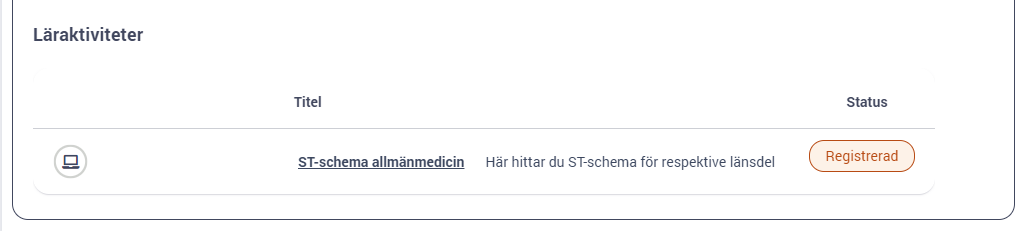 Läraktiviteter
Titel Status
ST-schema allmänmedicin Här hittar du ST-schema för respektive länsdel Registrerad